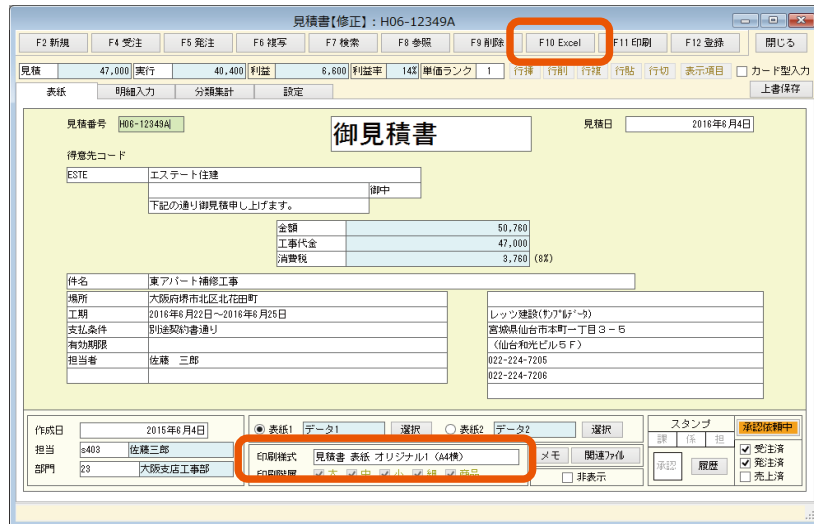 見積書【修正】：H06-12349A
F2 新規 F4 受注 F5 発注 F6 複写 F7 検索 F8 参照 F9 削除 F10 Excel F11 印刷 F12 登録 閉じる
見積 47,000 実行 40,400 利益 6,600 利益率 14% 単価ランク 1 行挿 行削 行複 行貼 行切 表示項目 カード型入力
表紙 明細入力 分類集計 設定 上書保存
見積番号 H06-12349A 御見積書 見積日 2016年6月4日
得意先コード
ESTE エステート住建
御中
下記の通り御見積申し上げます。
金額 50,760
工事代金 47,000
消費税 3,760 (8%)
件名 東アパート補修工事
場所 大阪府堺市北区北花田町
工期 2016年6月22日～2016年6月25日 レッツ建設(ｻﾝﾌﾟﾙﾃﾞｰﾀ)
支払条件 別途契約書通り 宮城県仙台市本町一丁目３－５
有効期限 （仙台和光ビル５Ｆ）
担当者 佐藤 三郎 022-224-7205
022-224-7206
作成日 2015年6月4日 表紙1 データ1 選択 表紙2 データ2 選択 スタンプ 承認依頼中
課 係 担
担当 s403 佐藤三郎 印刷様式 見積書 表紙 オリジナル1（A4横） メモ 関連ﾌｧｲﾙ 承認 履歴 受注済
部門 23 大阪支店工事部 印刷階層 大 中 小 細 商品 非表示 発注済
売上済